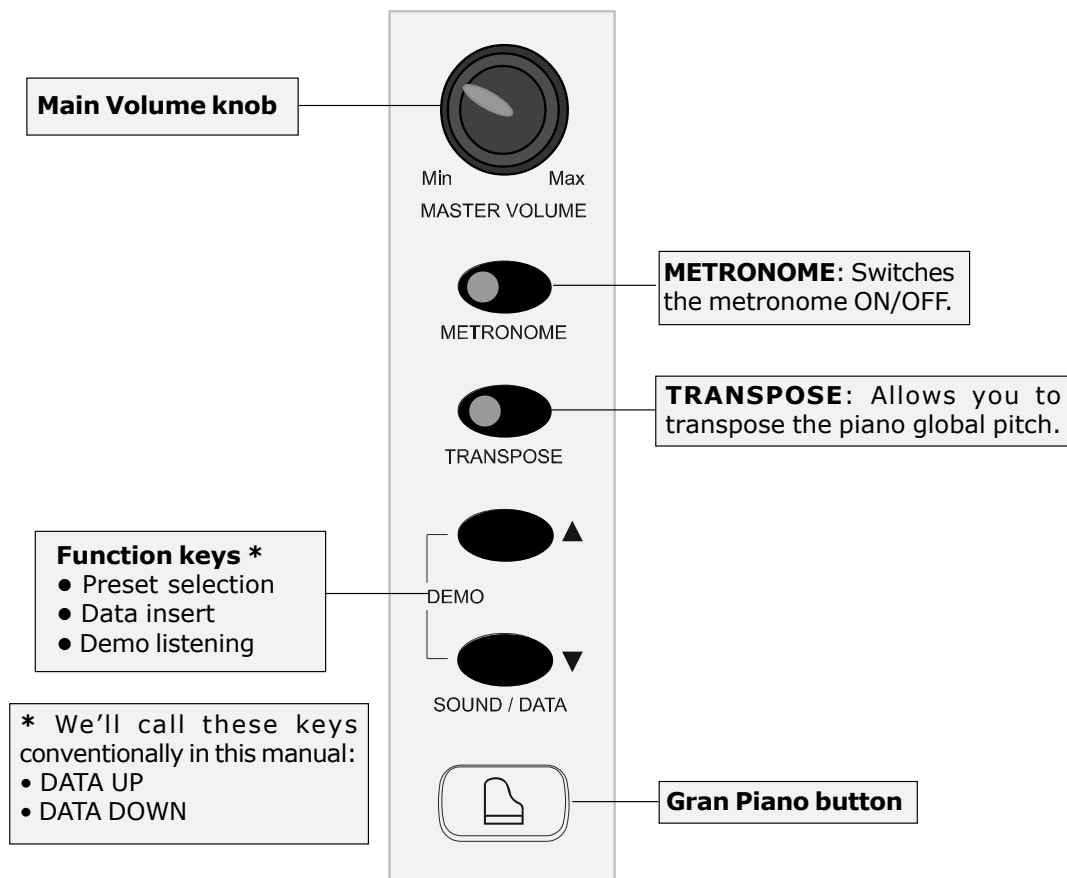 Main Volume knob
Min
Max
MASTER VOLUME
METRONOME: Switches
the metronome ON/OFF.
METRONOME
TRANSPOSE: Allows you to
transpose the piano global pitch.
TRANSPOSE
▲
Function keys *
● Preset selection
● Data insert
● Demo listening
DEMO
▼
SOUND / DATA
* We'll call these keys
conventionally in this manual:
• DATA UP
• DATA DOWN
Gran Piano button